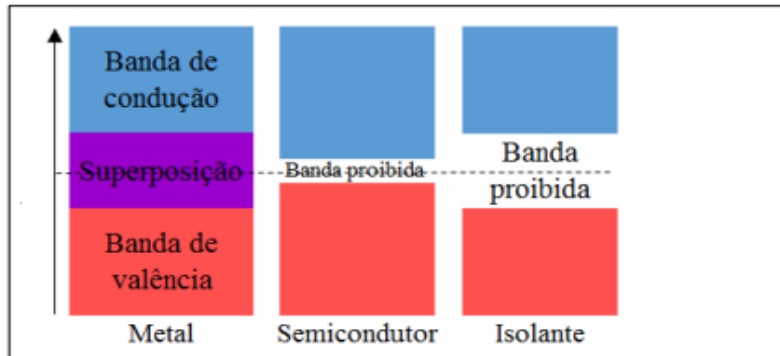 Banda de
condução
Superposição
Banda de
valência
Banda proibida
Banda
proibida
Metal
Semicondutor
Isolante